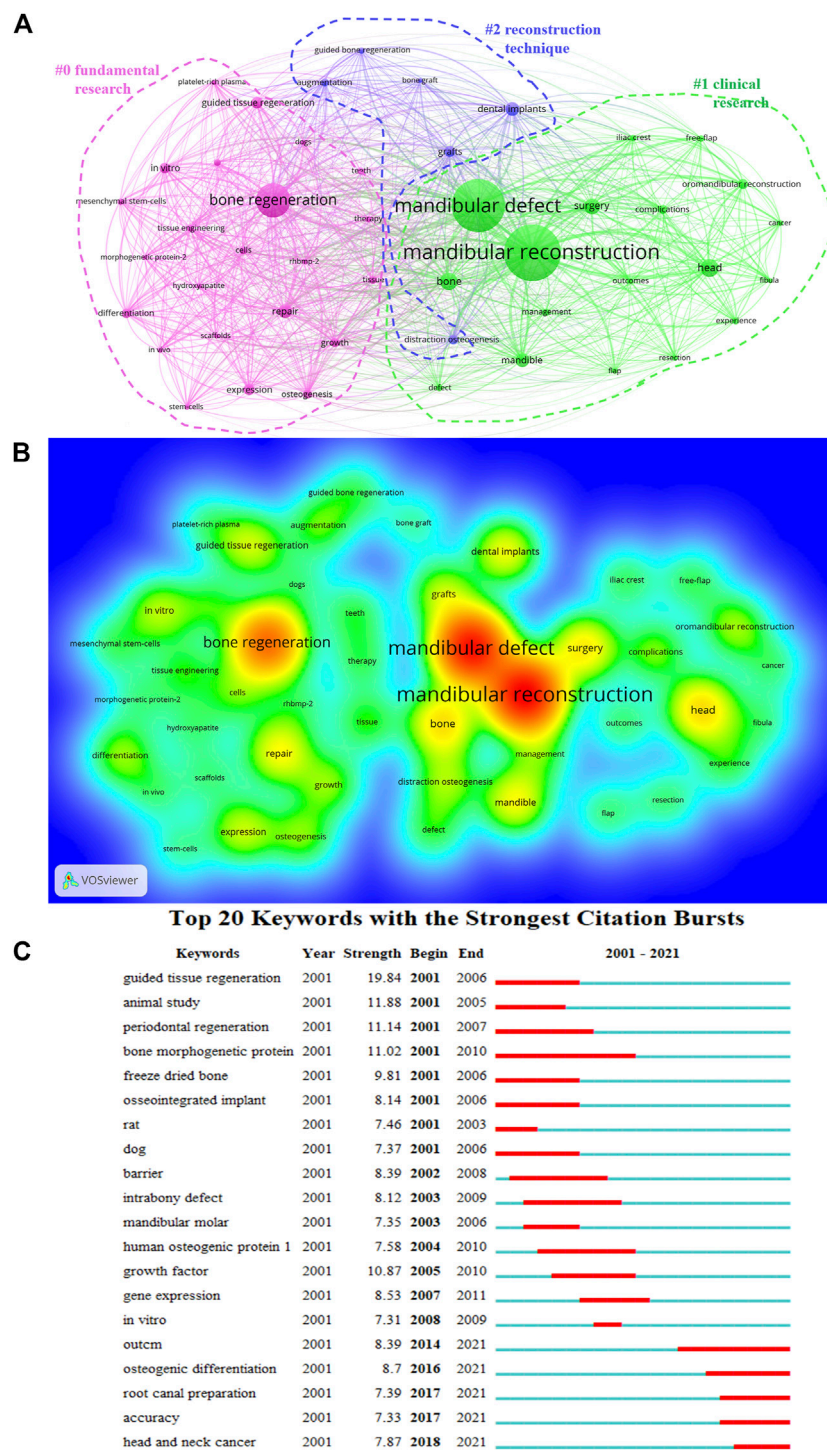 A
#0 fundamental
research
#2 reconstruction
technique
#1 clinical
research
guided bone regeneration
platelet-rich plasma
augmentation
bone graft
guided tissue regeneration
dental implants
dogs
iliac crest
free-flap
grafts
in vitro
teeth
oromandibular reconstruction
mesenchymal stem-cells
bone regeneration
mandibular defect
surgery
complications
therapy
cancer
tissue engineering
cells
mandibular reconstruction
morphogenetic protein-2
rhbmp-2
head
hydroxyapatite
tissue
bone
outcomes
fibula
differentiation
repair
management
experience
scaffolds
growth
distraction osteogenesis
in vivo
mandible
resection
flap
expression
osteogenesis
defect
stem-cells
B
guided bone regeneration
platelet-rich plasma
augmentation
bone graft
guided tissue regeneration
dental implants
dogs
iliac crest
free-flap
grafts
in vitro
teeth
oromandibular reconstruction
mesenchymal stem-cells
bone regeneration
mandibular defect
surgery
complications
therapy
cancer
tissue engineering
cells
mandibular reconstruction
morphogenetic protein-2
rhbmp-2
head
hydroxyapatite
tissue
bone
outcomes
fibula
differentiation
repair
management
experience
scaffolds
growth
distraction osteogenesis
in vivo
mandible
resection
flap
expression
osteogenesis
defect
stem-cells
VOSviewer
Top 20 Keywords with the Strongest Citation Bursts
C
Keywords Year Strength Begin End 2001 - 2021
guided tissue regeneration 2001 19.84 2001 2006
animal study 2001 11.88 2001 2005
periodontal regeneration 2001 11.14 2001 2007
bone morphogenetic protein 2001 11.02 2001 2010
freeze dried bone 2001 9.81 2001 2006
osseointegrated implant 2001 8.14 2001 2006
rat 2001 7.46 2001 2003
dog 2001 7.37 2001 2006
barrier 2001 8.39 2002 2008
intrabony defect 2001 8.12 2003 2009
mandibular molar 2001 7.35 2003 2006
human osteogenic protein 1 2001 7.58 2004 2010
growth factor 2001 10.87 2005 2010
gene expression 2001 8.53 2007 2011
in vitro 2001 7.31 2008 2009
outcm 2001 8.39 2014 2021
osteogenic differentiation 2001 8.7 2016 2021
root canal preparation 2001 7.39 2017 2021
accuracy 2001 7.33 2017 2021
head and neck cancer 2001 7.87 2018 2021